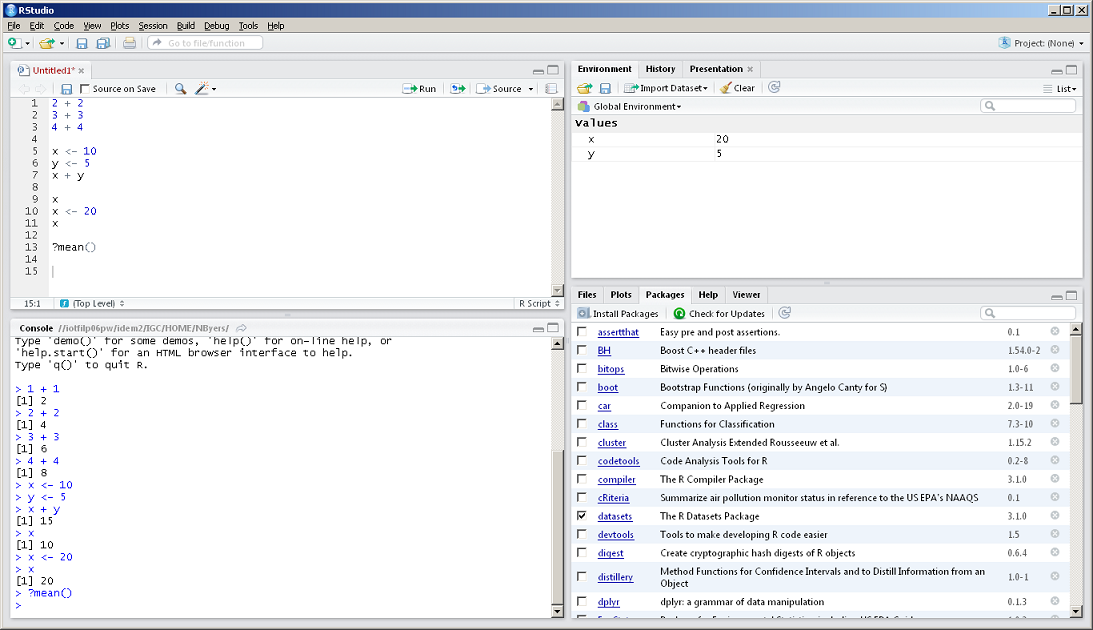 RStudio
File Edit Code View Plots Session Build Debug Tools Help
Go to file/function
Project: (None)
Untitled1*
Source on Save Run Source
1 2 + 2
2 3 + 3
3 4 + 4
4
5 x <- 10
6 y <- 5
7 x + y
8
9 x
10 x <- 20
11 x
12
13 ?mean()
14
15
15:1 (Top Level) R Script
Console //iotfilp06pw/idem2/IGC/HOME/NByers/
Type 'demo()' for some demos, 'help()' for on-line help, or
'help.start()' for an HTML browser interface to help.
Type 'q()' to quit R.
> 1 + 1
[1] 2
> 2 + 2
[1] 4
> 3 + 3
[1] 6
> 4 + 4
[1] 8
> x <- 10
> y <- 5
> x + y
[1] 15
> x
[1] 10
> x <- 20
> x
[1] 20
> ?mean()
>
Environment History Presentation
Import Dataset Clear List
Global Environment
Values
x 20
y 5
Files Plots Packages Help Viewer
Install Packages Check for Updates
assertthat Easy pre and post assertions. 0.1
BH Boost C++ header files 1.54.0-2
bitops Bitwise Operations 1.0-6
boot Bootstrap Functions (originally by Angelo Canty for S) 1.3-11
car Companion to Applied Regression 2.0-19
class Functions for Classification 7.3-10
cluster Cluster Analysis Extended Rousseeuw et al. 1.15.2
codetools Code Analysis Tools for R 0.2-8
compiler The R Compiler Package 3.1.0
cRiteria Summarize air pollution monitor status in reference to the US EPA's NAAQS 0.1
datasets The R Datasets Package 3.1.0
devtools Tools to make developing R code easier 1.5
digest Create cryptographic hash digests of R objects 0.6.4
distillery Method Functions for Confidence Intervals and to Distill Information from an Object 1.0-1
dplyr dplyr: a grammar of data manipulation 0.1.3